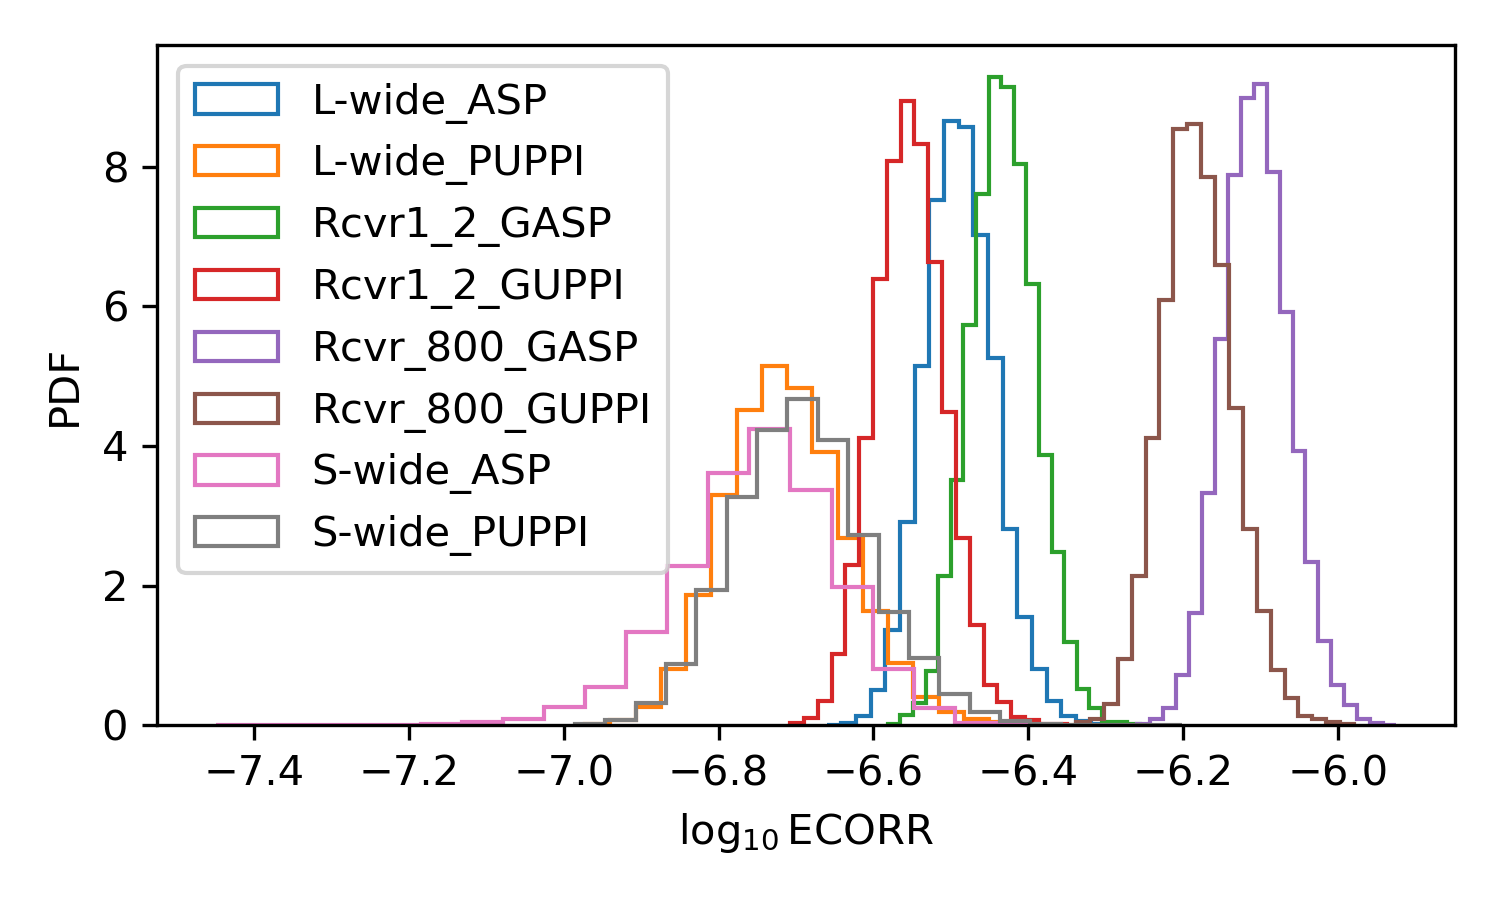 L-wide_ASP
L-wide_PUPPI
Rcvr1_2_GASP
Rcvr1_2_GUPPI
Rcvr_800_GASP
Rcvr_800_GUPPI
S-wide_ASP
S-wide_PUPPI
PDF
8
6
4
2
0
−7.4 −7.2 −7.0 −6.8 −6.6 −6.4 −6.2 −6.0
log₁₀ ECORR